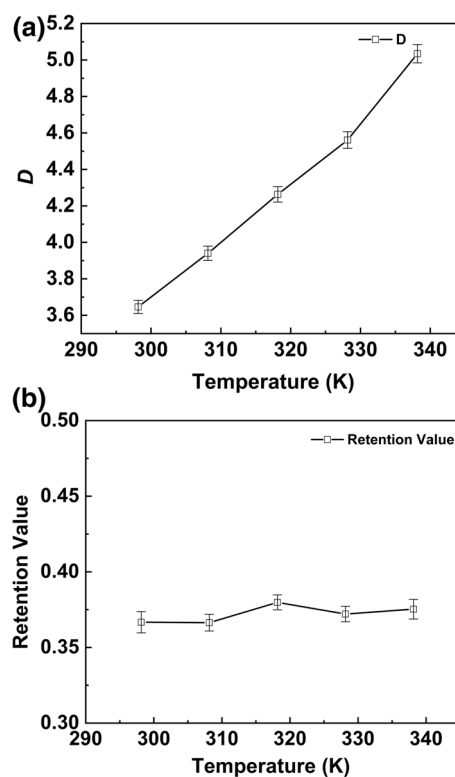 (a)
5.2
5.0
4.8
4.6
4.4
4.2
4.0
3.8
3.6
D
D
290 300 310 320 330 340
Temperature (K)
(b)
0.50
0.45
0.40
0.35
0.30
Retention Value
Retention Value
290 300 310 320 330 340
Temperature (K)